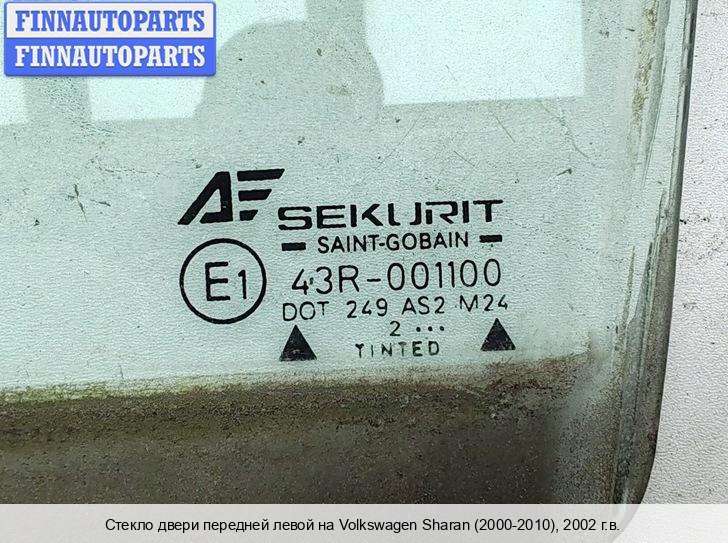 FINNAUTOPARTS
FINNAUTOPARTS
AF SEKURIT
SAINT-GOBAIN
E1 43R-001100
DOT 249 AS2 M24
2 ...
TINTED
Стекло двери передней левой на Volkswagen Sharan (2000-2010), 2002 г.в.